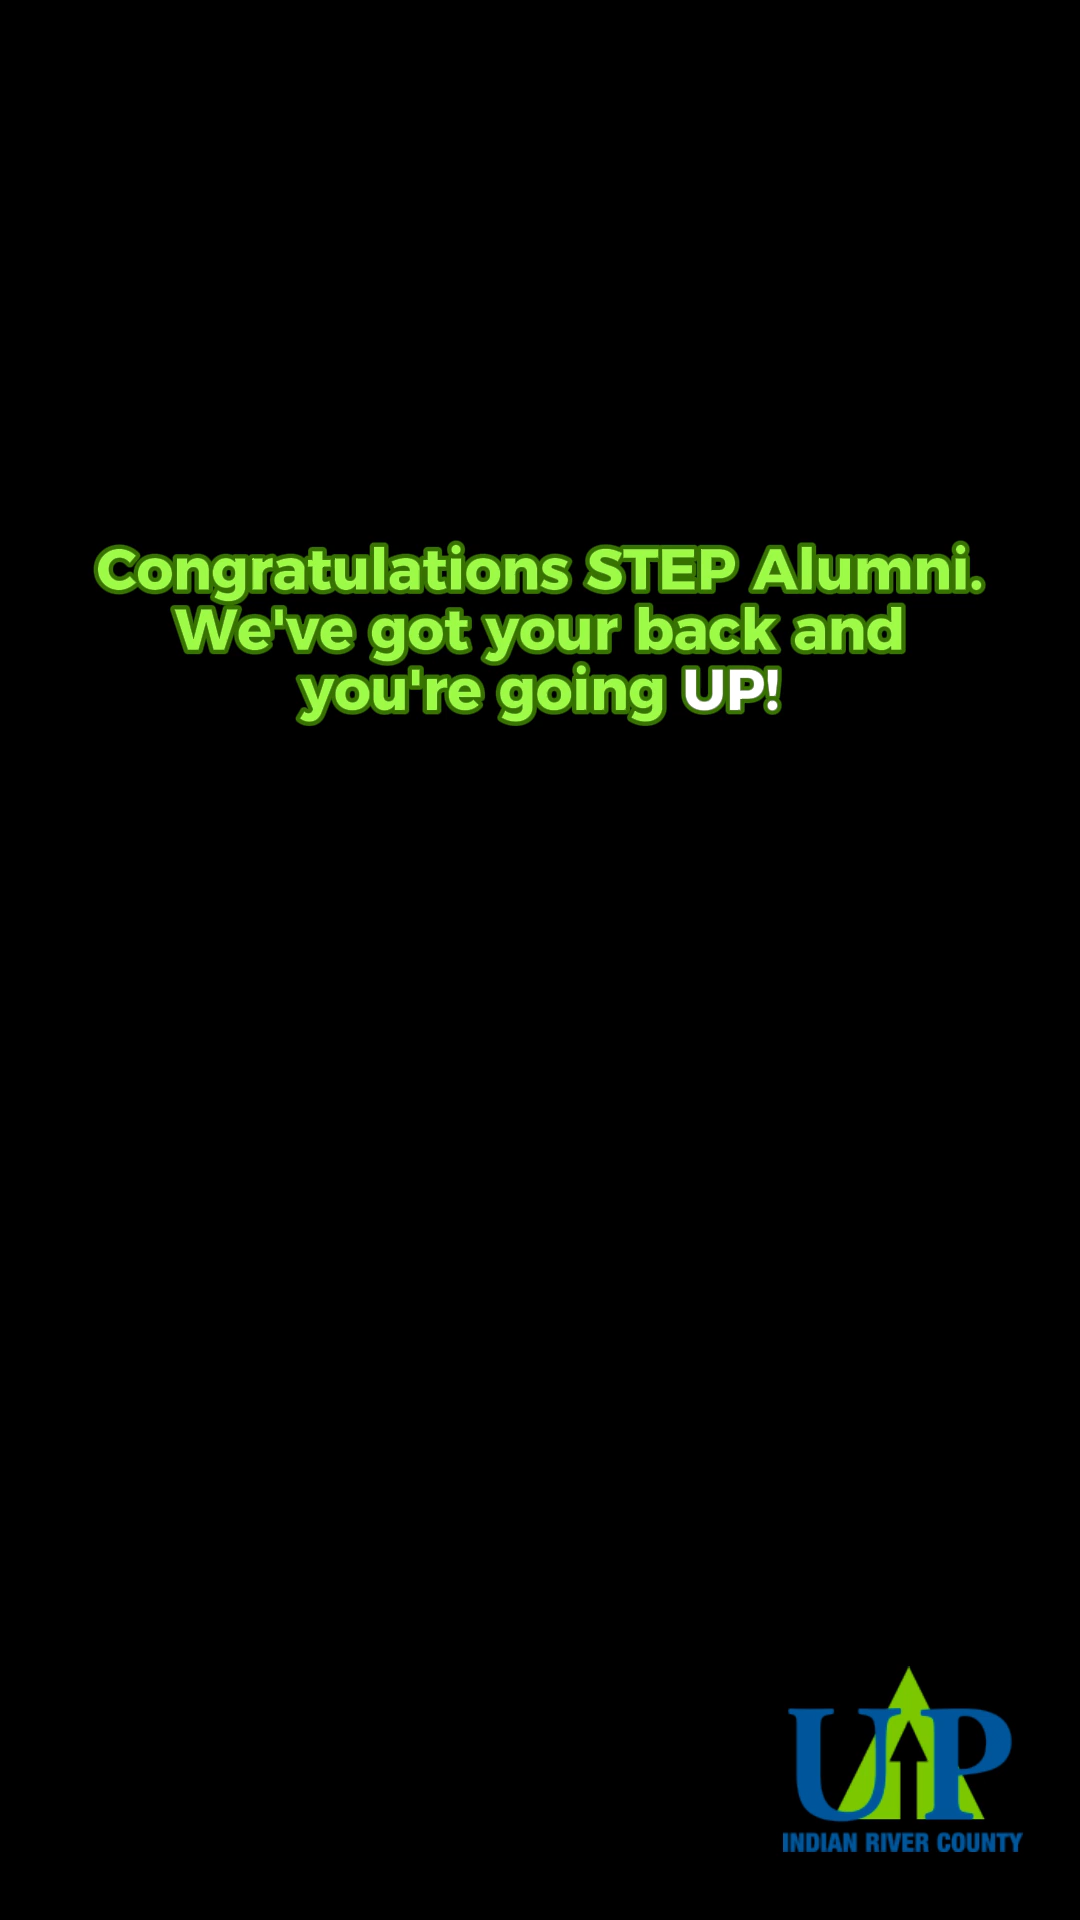 Congratulations STEP Alumni.
We've got your back and
you're going UP!
UP
INDIAN RIVER COUNTY